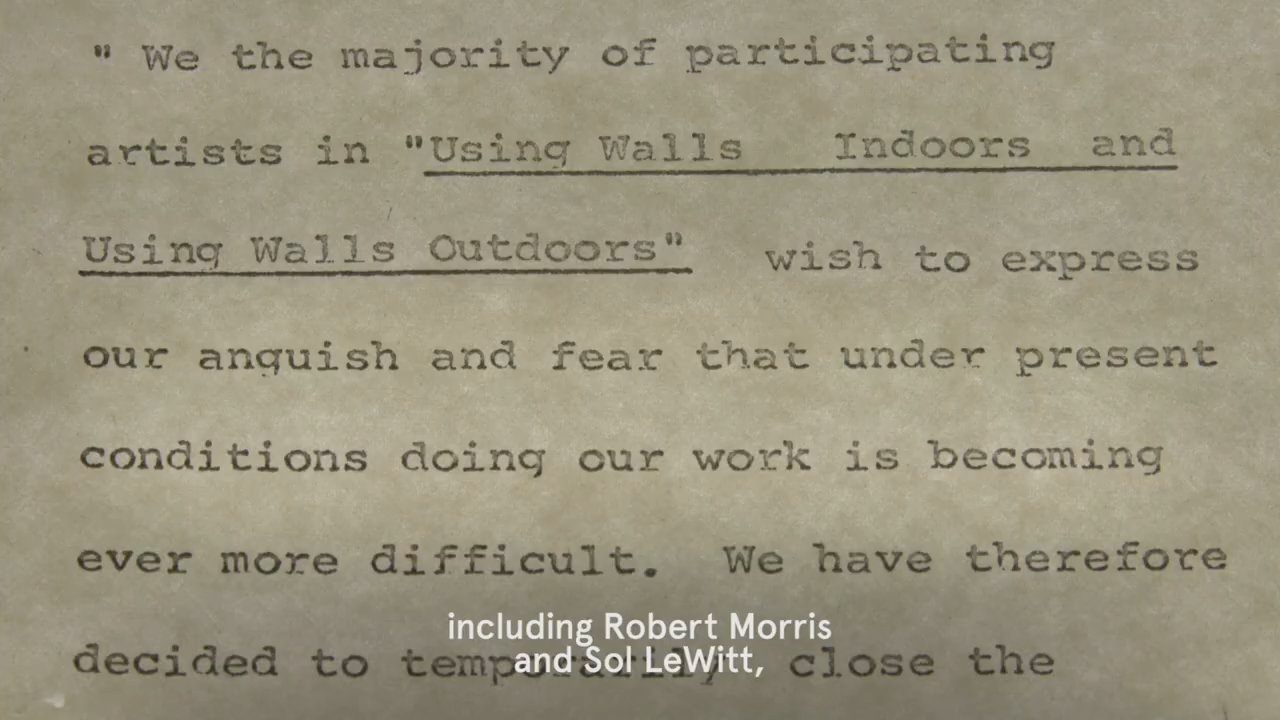 " We the majority of participating
artists in "Using Walls Indoors and
Using Walls Outdoors" wish to express
our anguish and fear that under present
conditions doing our work is becoming
ever more difficult. We have therefore
decided to temporarily close the
including Robert Morris
and Sol LeWitt,